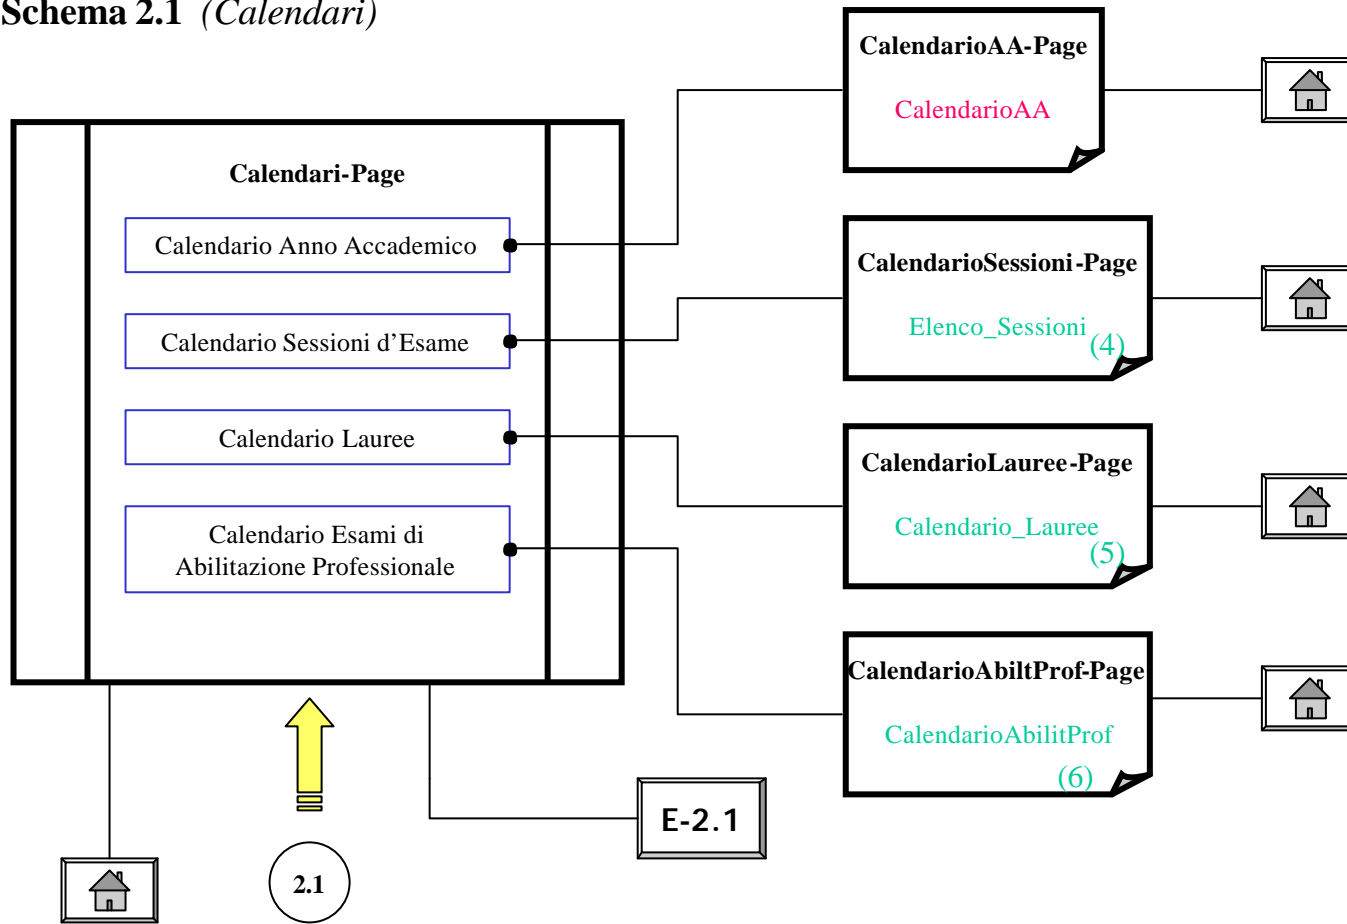 Schema 2.1 (Calendari)
Calendari-Page
Calendario Anno Accademico
Calendario Sessioni d’Esame
Calendario Lauree
Calendario Esami di
Abilitazione Professionale
CalendarioAA-Page
CalendarioAA
CalendarioSessioni-Page
Elenco_Sessioni
(4)
CalendarioLauree-Page
Calendario_Lauree
(5)
CalendarioAbiltProf-Page
CalendarioAbilitProf
(6)
E-2.1
2.1